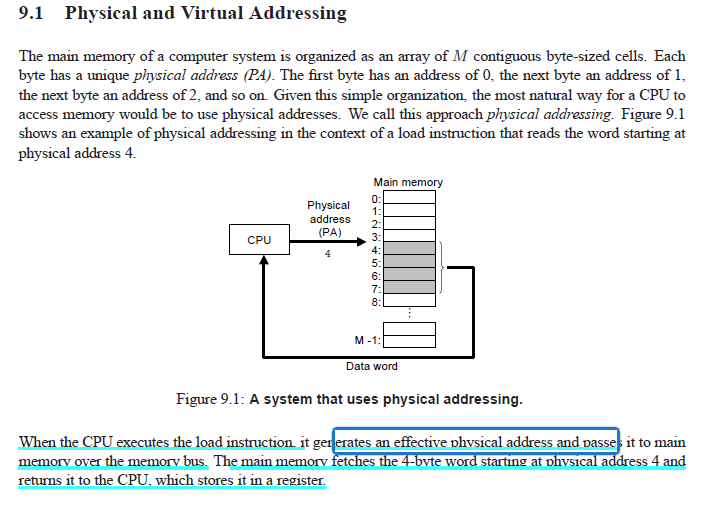 9.1 Physical and Virtual Addressing
The main memory of a computer system is organized as an array of M contiguous byte-sized cells. Each
byte has a unique physical address (PA). The first byte has an address of 0, the next byte an address of 1,
the next byte an address of 2, and so on. Given this simple organization, the most natural way for a CPU to
access memory would be to use physical addresses. We call this approach physical addressing. Figure 9.1
shows an example of physical addressing in the context of a load instruction that reads the word starting at
physical address 4.
Main memory
Physical
address
(PA)
CPU
4
0:
1:
2:
3:
4:
5:
6:
7:
8:
⋮
M -1:
Data word
Figure 9.1: A system that uses physical addressing.
When the CPU executes the load instruction, it generates an effective physical address and passes it to main
memory over the memory bus. The main memory fetches the 4-byte word starting at physical address 4 and
returns it to the CPU, which stores it in a register.